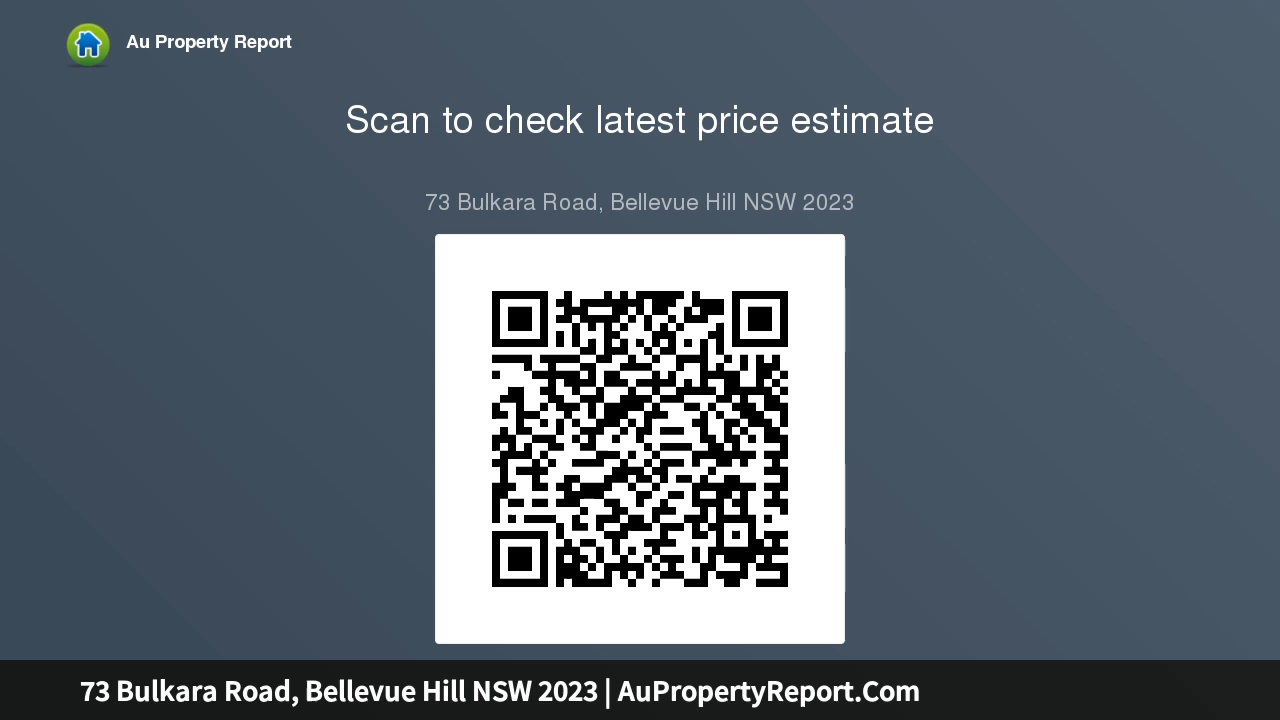 Au Property Report
Scan to check latest price estimate
73 Bulkara Road, Bellevue Hill NSW 2023
73 Bulkara Road, Bellevue Hill NSW 2023 | AuPropertyReport.Com